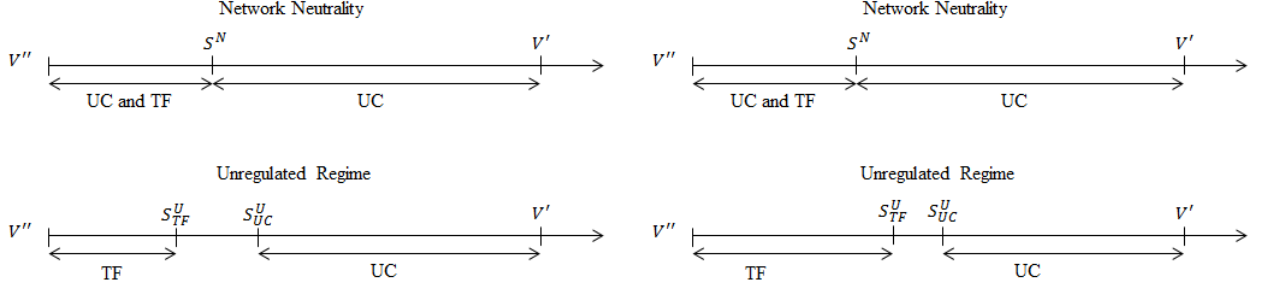 Network Neutrality
V'' S^N V'
UC and TF UC
Unregulated Regime
V'' S^U_TF S^U_UC V'
TF UC
Network Neutrality
V'' S^N V'
UC and TF UC
Unregulated Regime
V'' S^U_TF S^U_UC V'
TF UC